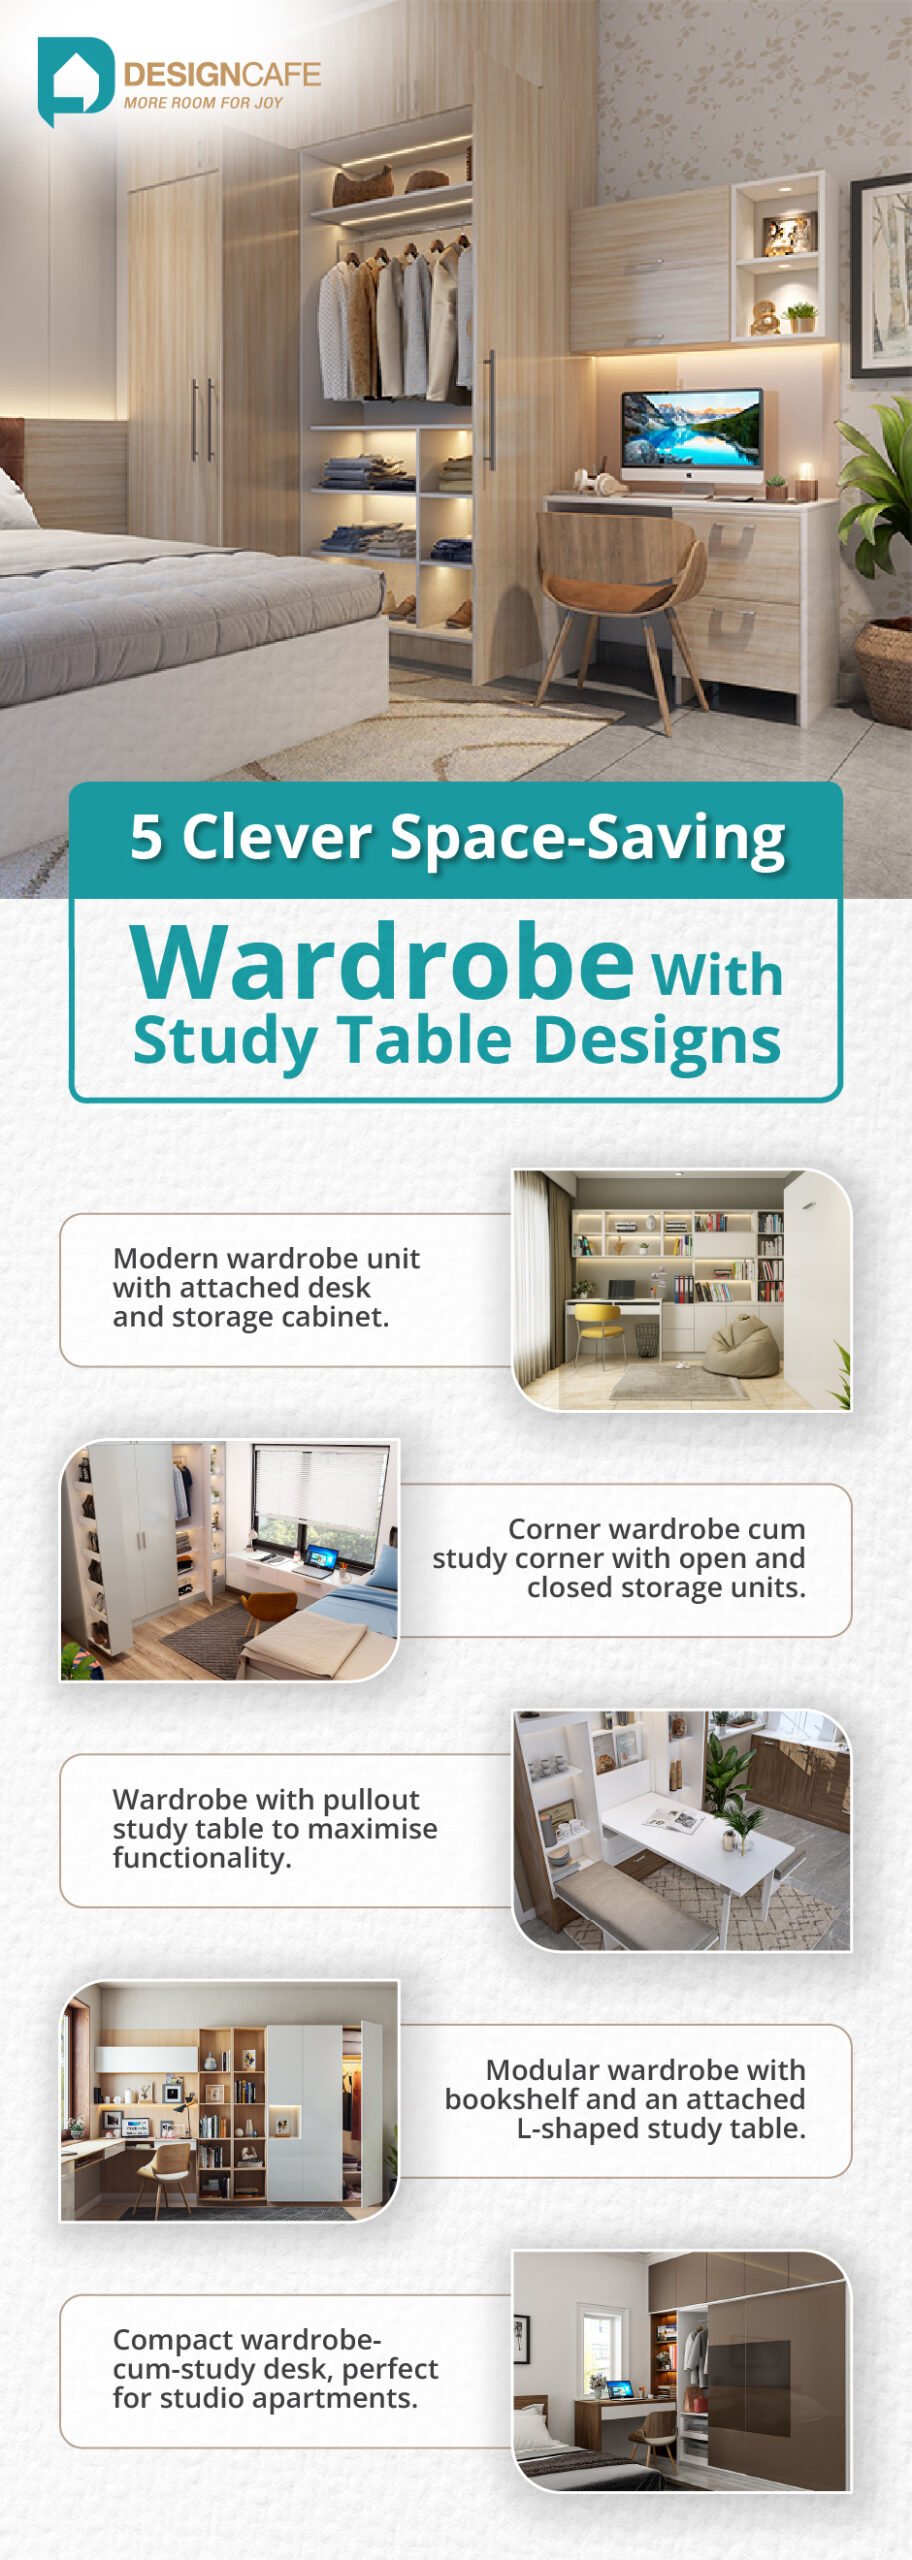 DESIGNCAFE
MORE ROOM FOR JOY
5 Clever Space-Saving
Wardrobe With
Study Table Designs
Modern wardrobe unit
with attached desk
and storage cabinet.
Corner wardrobe cum
study corner with open and
closed storage units.
Wardrobe with pullout
study table to maximise
functionality.
Modular wardrobe with
bookshelf and an attached
L-shaped study table.
Compact wardrobe-
cum-study desk, perfect
for studio apartments.